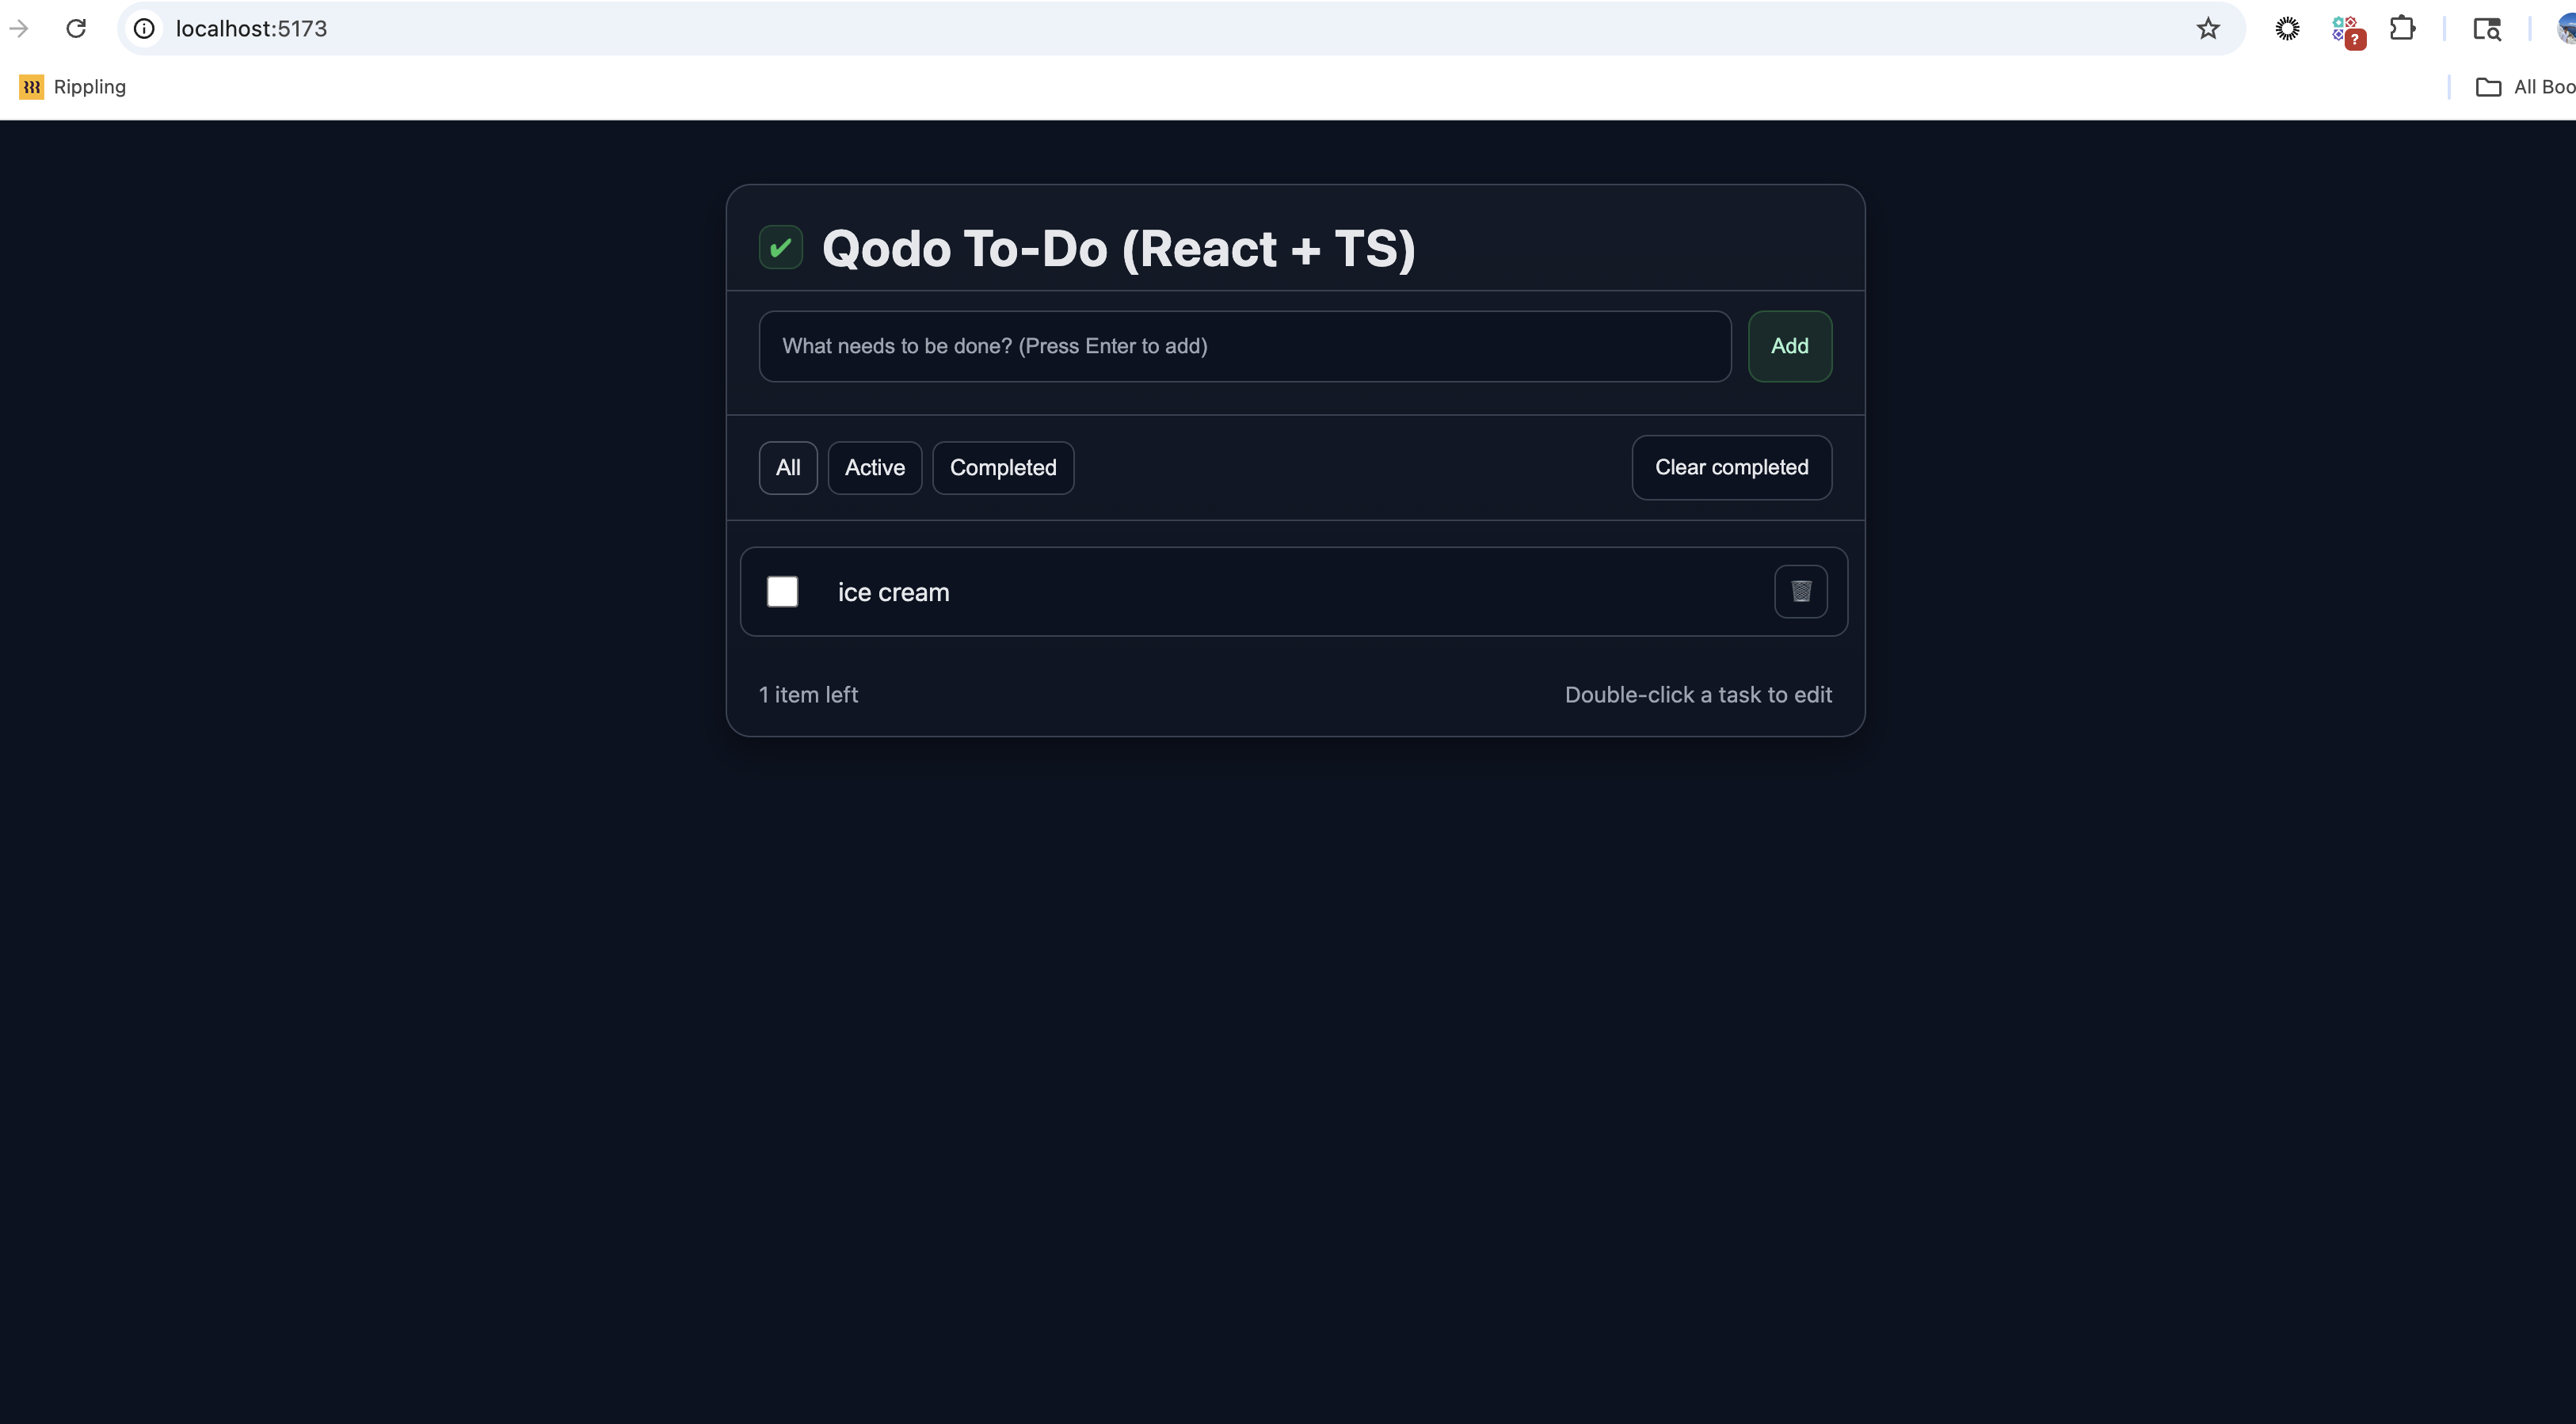 localhost:5173
?
Rippling
All Boo
Qodo To-Do (React + TS)
What needs to be done? (Press Enter to add)
Add
All
Active
Completed
Clear completed
ice cream
1 item left
Double-click a task to edit